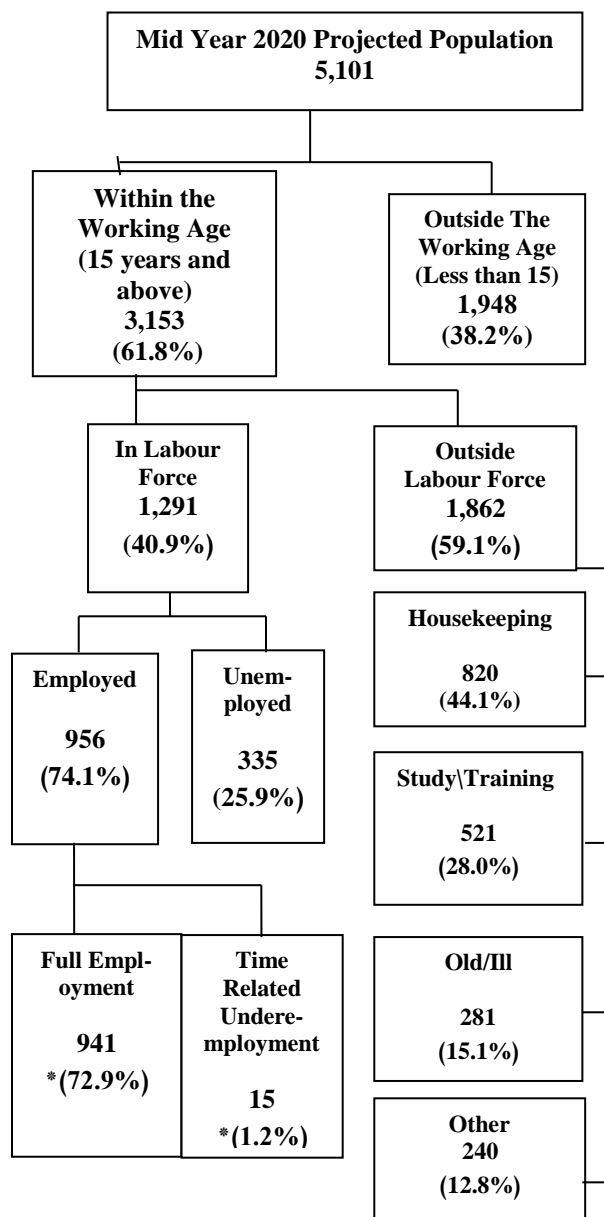 Mid Year 2020 Projected Population
5,101
Within the
Working Age
(15 years and
above)
3,153
(61.8%)
Outside The
Working Age
(Less than 15)
1,948
(38.2%)
In Labour
Force
1,291
(40.9%)
Outside
Labour Force
1,862
(59.1%)
Housekeeping
820
(44.1%)
Employed
956
(74.1%)
Unem-
ployed
335
(25.9%)
Study\Training
521
(28.0%)
Full Empl-
oyment
941
*(72.9%)
Time
Related
Undere-
mployment
15
*(1.2%)
Old/Ill
281
(15.1%)
Other
240
(12.8%)